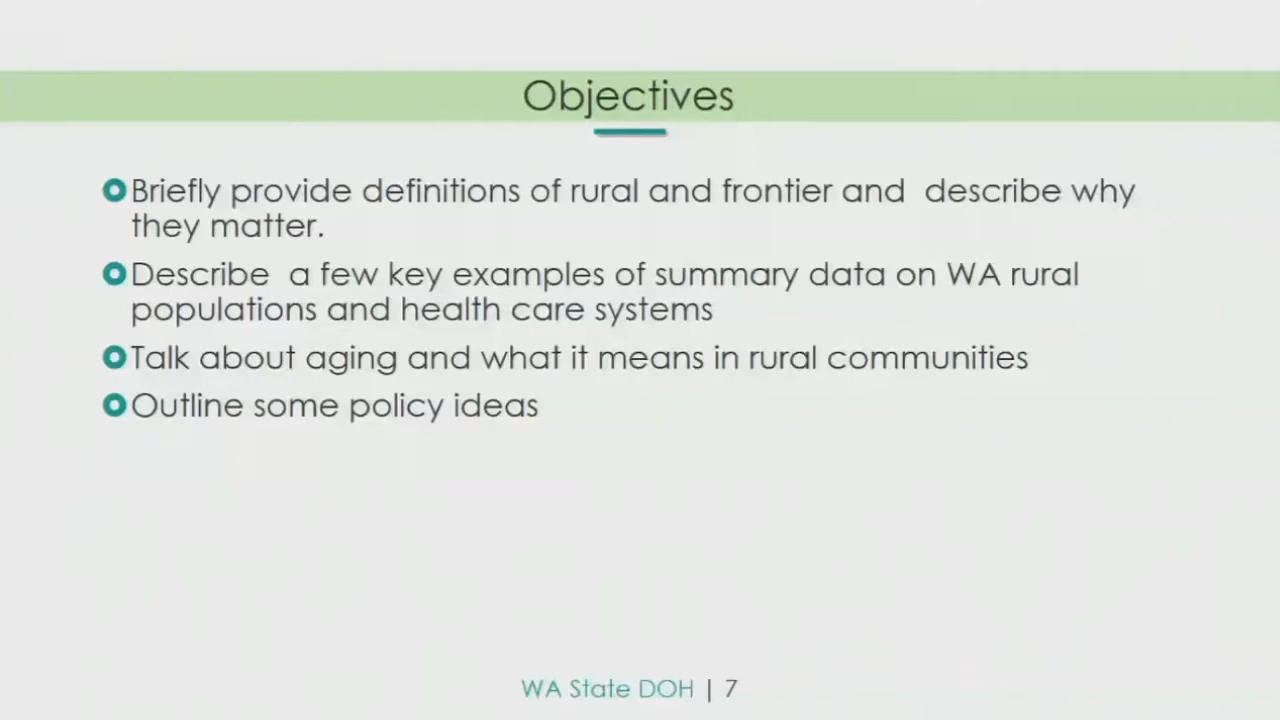 Objectives
Briefly provide definitions of rural and frontier and  describe why
they matter.
Describe  a few key examples of summary data on WA rural
populations and health care systems
Talk about aging and what it means in rural communities
Outline some policy ideas
WA State DOH | 7